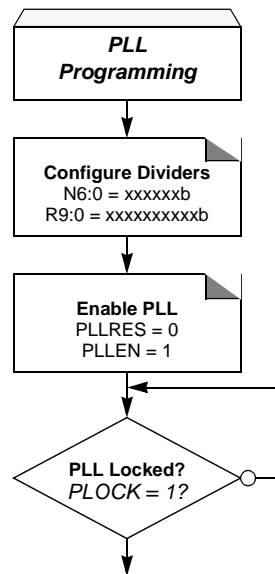 PLL
Programming
Configure Dividers
N6:0 = xxxxxxb
R9:0 = xxxxxxxxxxb
Enable PLL
PLLRES = 0
PLLEN = 1
PLL Locked?
PLOCK = 1?